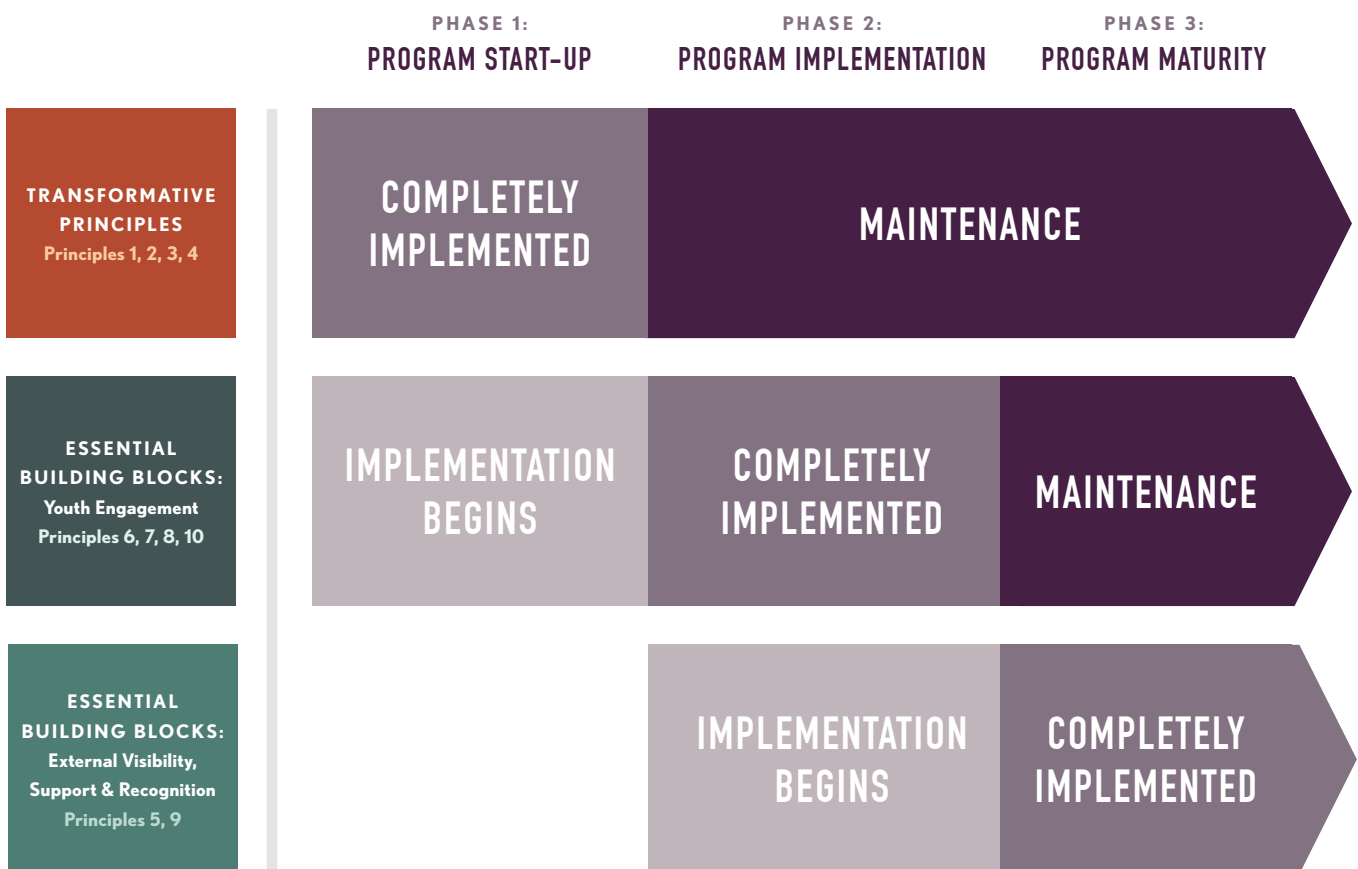 PHASE 1:
PROGRAM START-UP
PHASE 2:
PROGRAM IMPLEMENTATION
PHASE 3:
PROGRAM MATURITY
TRANSFORMATIVE
PRINCIPLES
Principles 1, 2, 3, 4
COMPLETELY
IMPLEMENTED
MAINTENANCE
ESSENTIAL
BUILDING BLOCKS:
Youth Engagement
Principles 6, 7, 8, 10
IMPLEMENTATION
BEGINS
COMPLETELY
IMPLEMENTED
MAINTENANCE
ESSENTIAL
BUILDING BLOCKS:
External Visibility,
Support & Recognition
Principles 5, 9
IMPLEMENTATION
BEGINS
COMPLETELY
IMPLEMENTED